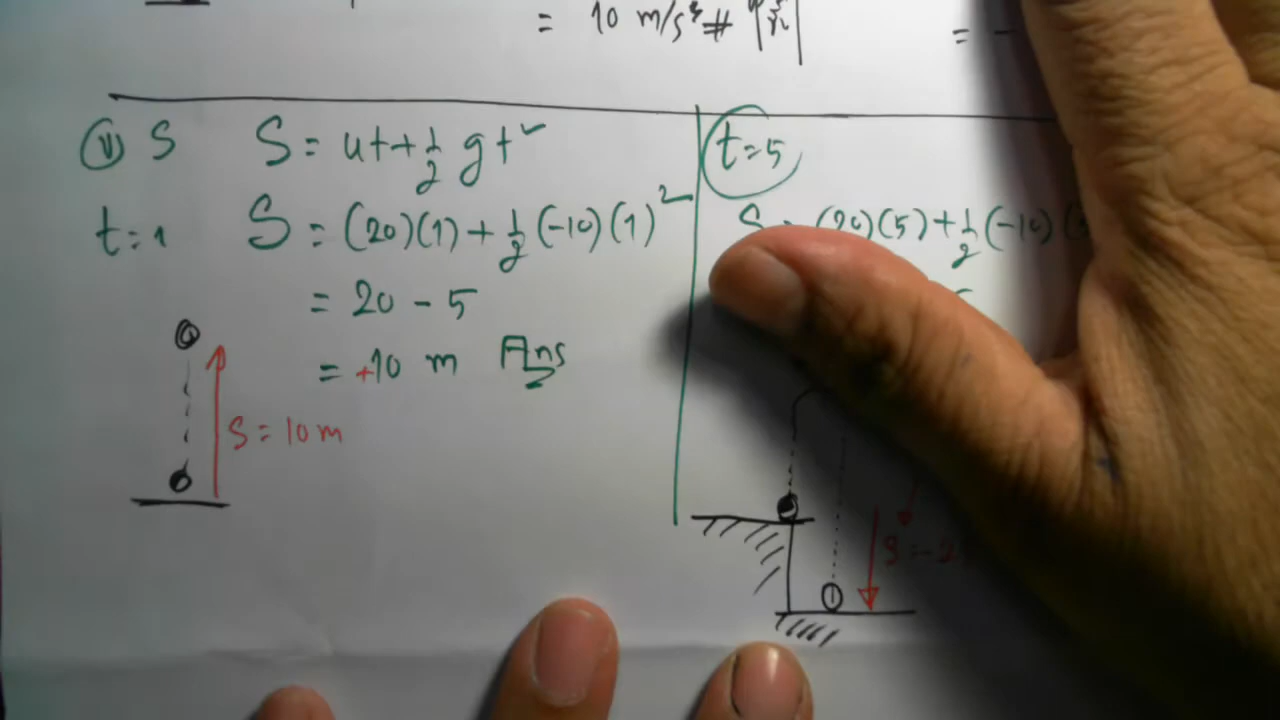 = 10 m/s² #
= -
(v) S S = ut + 1/2 gt²
t = 1 S = (20)(1) + 1/2 (-10)(1)²
= 20 - 5
= +10 m Ans
S = 10 m
t = 5
S = (20)(5) + 1/2 (-10)
S = -2